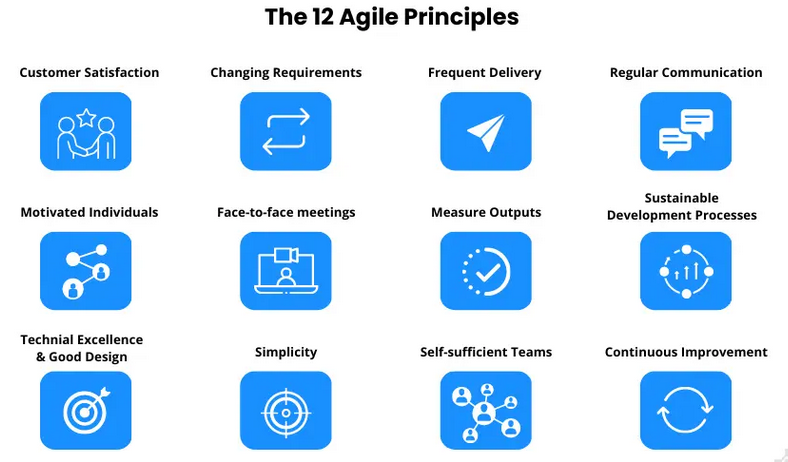 The 12 Agile Principles
Customer Satisfaction
Changing Requirements
Frequent Delivery
Regular Communication
Motivated Individuals
Face-to-face meetings
Measure Outputs
Sustainable
Development Processes
Technial Excellence
& Good Design
Simplicity
Self-sufficient Teams
Continuous Improvement